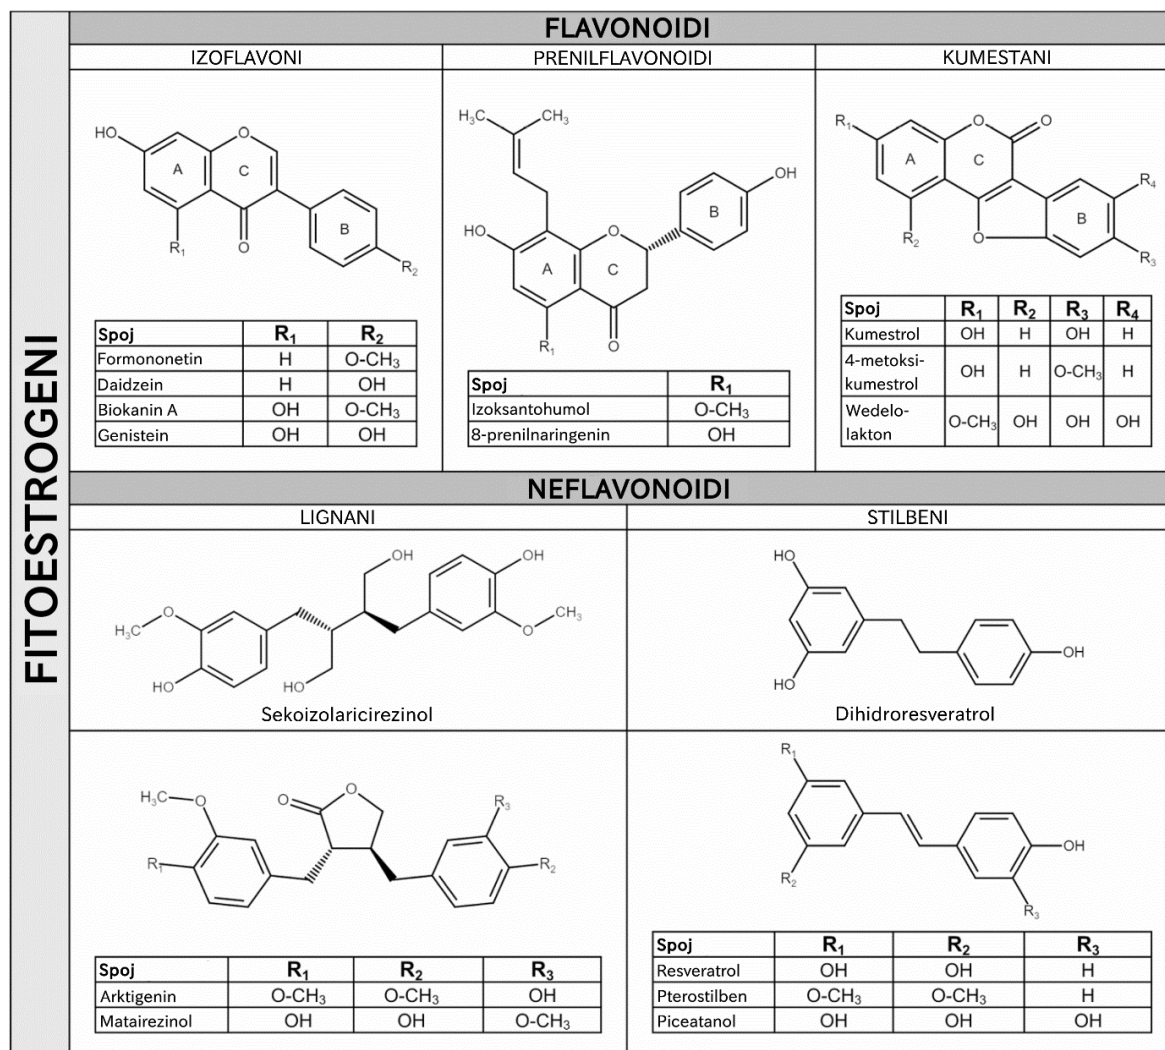 FITOESTROGENI
FLAVONOIDI
IZOFLAVONI
HO
O
A
C
B
O
R1
R2
Spoj R1 R2
Formononetin H O-CH3
Daidzein H OH
Biokanin A OH O-CH3
Genistein OH OH
PRENILFLAVONOIDI
H3C
CH3
OH
B
HO
O
A
C
R1
O
Spoj R1
Izoksantohumol O-CH3
8-prenilnaringenin OH
KUMESTANI
R1
O
O
A
C
R4
B
R2
O
R3
Spoj R1 R2 R3 R4
Kumestrol OH H OH H
4-metoksi-
kumestrol OH H O-CH3 H
Wedelo-
lakton O-CH3 OH OH OH
NEFLAVONOIDI
LIGNANI
OH
OH
O
H3C
O
CH3
HO
HO
Sekoizolaricirezinol
H3C
O
O
O
R3
R1
R2
Spoj R1 R2 R3
Arktigenin O-CH3 O-CH3 OH
Matairezinol OH OH O-CH3
STILBENI
HO
OH
HO
Dihidroresveratrol
R1
OH
R2
R3
Spoj R1 R2 R3
Resveratrol OH OH H
Pterostilben O-CH3 O-CH3 H
Piceatanol OH OH OH